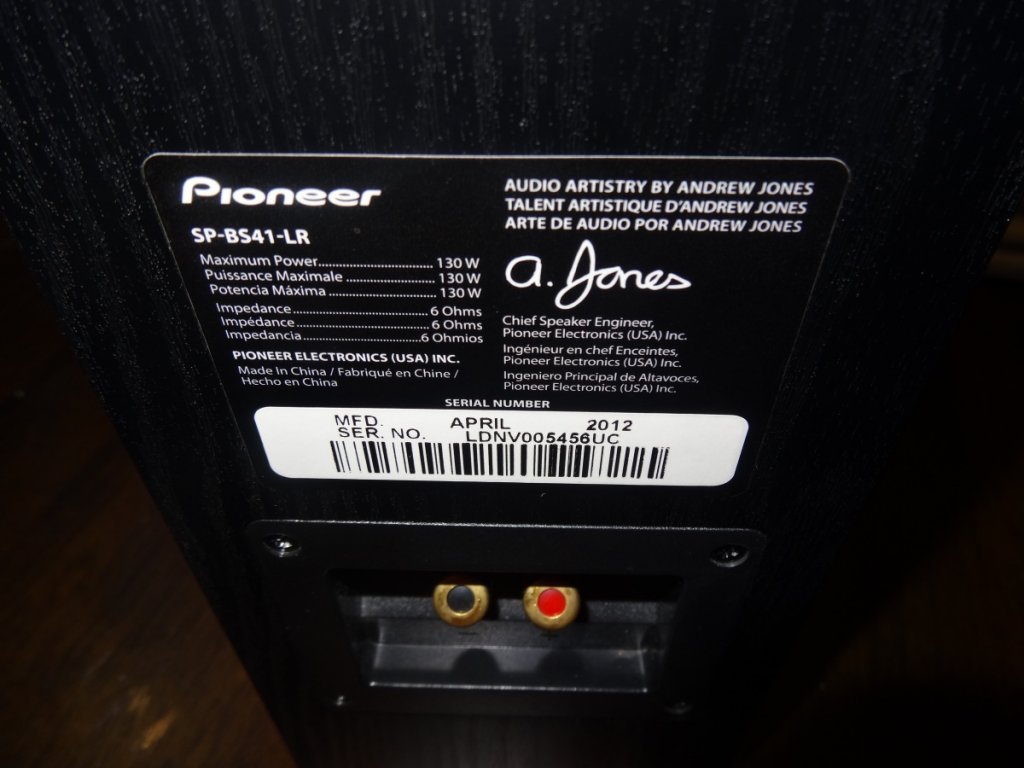 Pioneer
SP-BS41-LR
Maximum Power.............................. 130 W
Puissance Maximale ....................... 130 W
Potencia Máxima ............................ 130 W
Impedance................................... 6 Ohms
Impédance................................... 6 Ohms
Impedancia...............................6 Ohmios
PIONEER ELECTRONICS (USA) INC.
Made In China / Fabriqué en Chine /
Hecho en China
AUDIO ARTISTRY BY ANDREW JONES
TALENT ARTISTIQUE D'ANDREW JONES
ARTE DE AUDIO POR ANDREW JONES
a. Jones
Chief Speaker Engineer,
Pioneer Electronics (USA) Inc.
Ingénieur en chef Enceintes,
Pioneer Electronics (USA) Inc.
Ingeniero Principal de Altavoces,
Pioneer Electronics (USA) Inc.
SERIAL NUMBER
MFD. APRIL 2012
SER. NO. LDNV005456UC